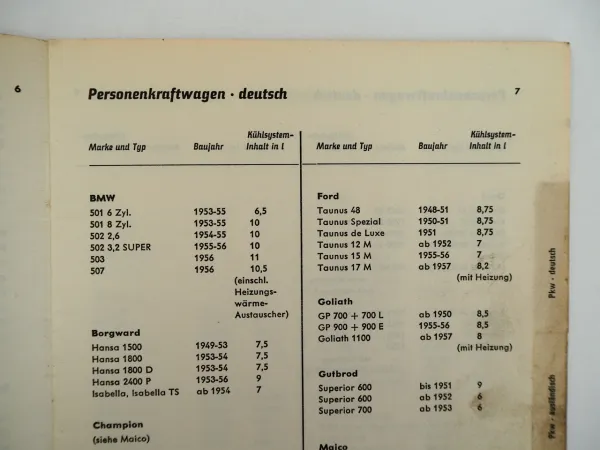 6
Personenkraftwagen · deutsch
7
Marke und Typ Baujahr Kühlsystem-Inhalt in l
BMW
501 6 Zyl. 1953-55 6,5
501 8 Zyl. 1953-55 10
502 2,6 1954-55 10
502 3,2 SUPER 1955-56 10
503 1956 11
507 1956 10,5
(einschl.
Heizungs-
wärme-
Austauscher)
Borgward
Hansa 1500 1949-53 7,5
Hansa 1800 1953-54 7,5
Hansa 1800 D 1953-54 7,5
Hansa 2400 P 1953-56 9
Isabella, Isabella TS ab 1954 7
Champion
(siehe Maico)
Marke und Typ Baujahr Kühlsystem-Inhalt in l
Ford
Taunus 48 1948-51 8,75
Taunus Spezial 1950-51 8,75
Taunus de Luxe 1951 8,75
Taunus 12 M ab 1952 7
Taunus 15 M 1955-56 7
Taunus 17 M ab 1957 8,2
(mit Heizung)
Goliath
GP 700 + 700 L ab 1950 8,5
GP 900 + 900 E 1955-56 8,5
Goliath 1100 ab 1957 8
(mit Heizung)
Gutbrod
Superior 600 bis 1951 9
Superior 600 ab 1952 6
Superior 700 ab 1953 6
Maico
Pkw · deutsch
Pkw · ausländisch